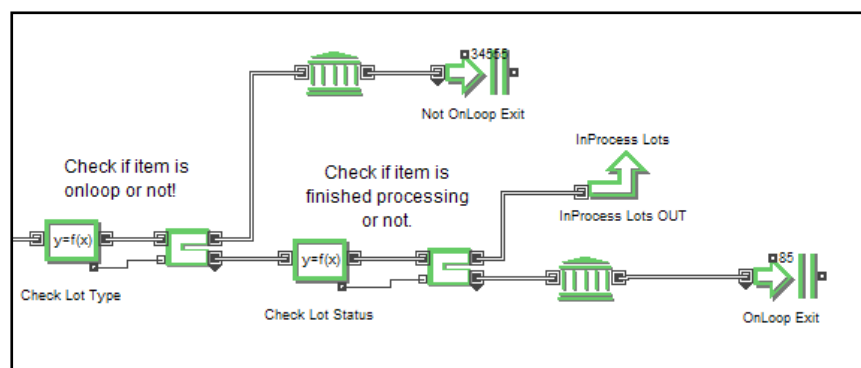 34555
Not OnLoop Exit
InProcess Lots
Check if item is
onloop or not!
Check if item is
finished processing
or not.
InProcess Lots OUT
y=f(x)
Check Lot Type
y=f(x)
Check Lot Status
85
OnLoop Exit